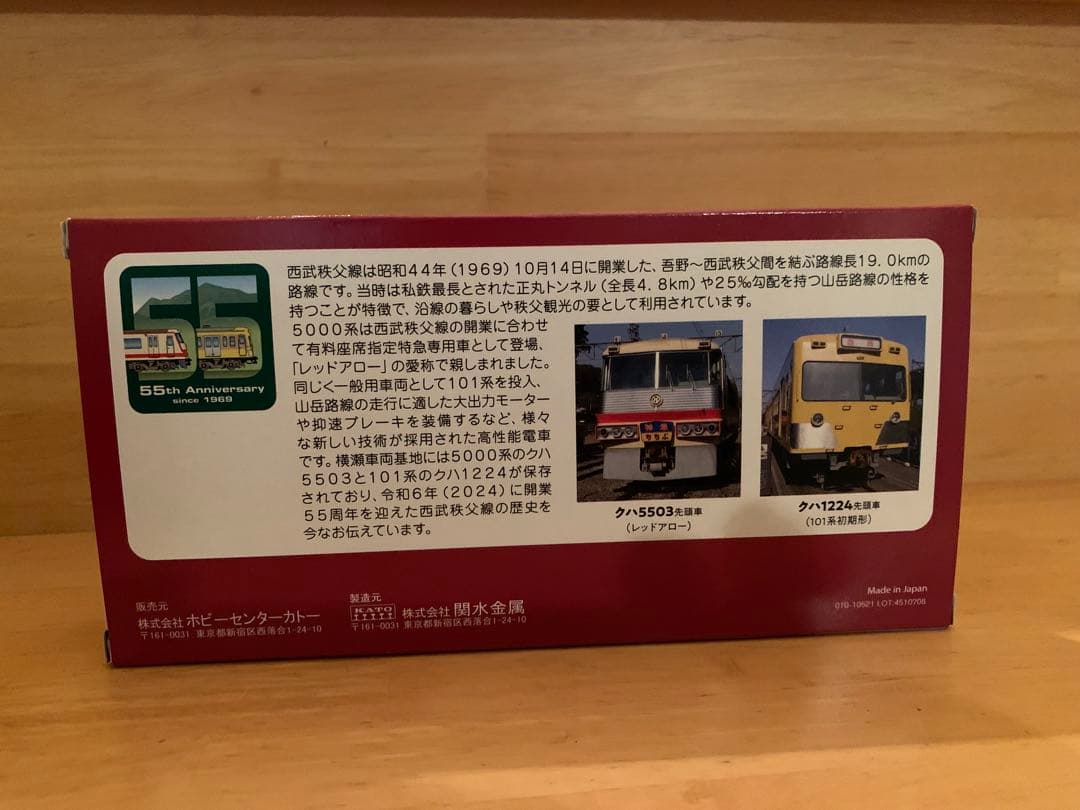 西武秩父線は昭和44年(1969)10月14日に開業した、吾野～西武秩父間を結ぶ路線長19.0kmの
路線です。当時は私鉄最長とされた正丸トンネル(全長4.8km)や25‰勾配を持つ山岳路線の性格を
持つことが特徴で、沿線の暮らしや秩父観光の要として利用されています。
5000系は西武秩父線の開業に合わせ
て有料座席指定特急専用車として登場、
「レッドアロー」の愛称で親しまれました。
同じく一般用車両として101系を投入、
山岳路線の走行に適した大出力モーター
や抑速ブレーキを装備するなど、様々
な新しい技術が採用された高性能電車
です。横瀬車両基地には5000系のクハ
5503と101系のクハ1224が保存
されており、令和6年(2024)に開業
55周年を迎えた西武秩父線の歴史を
今なお伝えています。
55
55th Anniversary
since 1969
特急
ちちぶ
クハ5503先頭車
(レッドアロー)
クハ1224先頭車
(101系初期形)
販売元
株式会社 ホビーセンターカトー
〒161-0031 東京都新宿区西落合1-24-10
製造元
KATO 株式会社 関水金属
〒161-0031 東京都新宿区西落合1-24-10
Made in Japan
010-10521 LOT:4510708